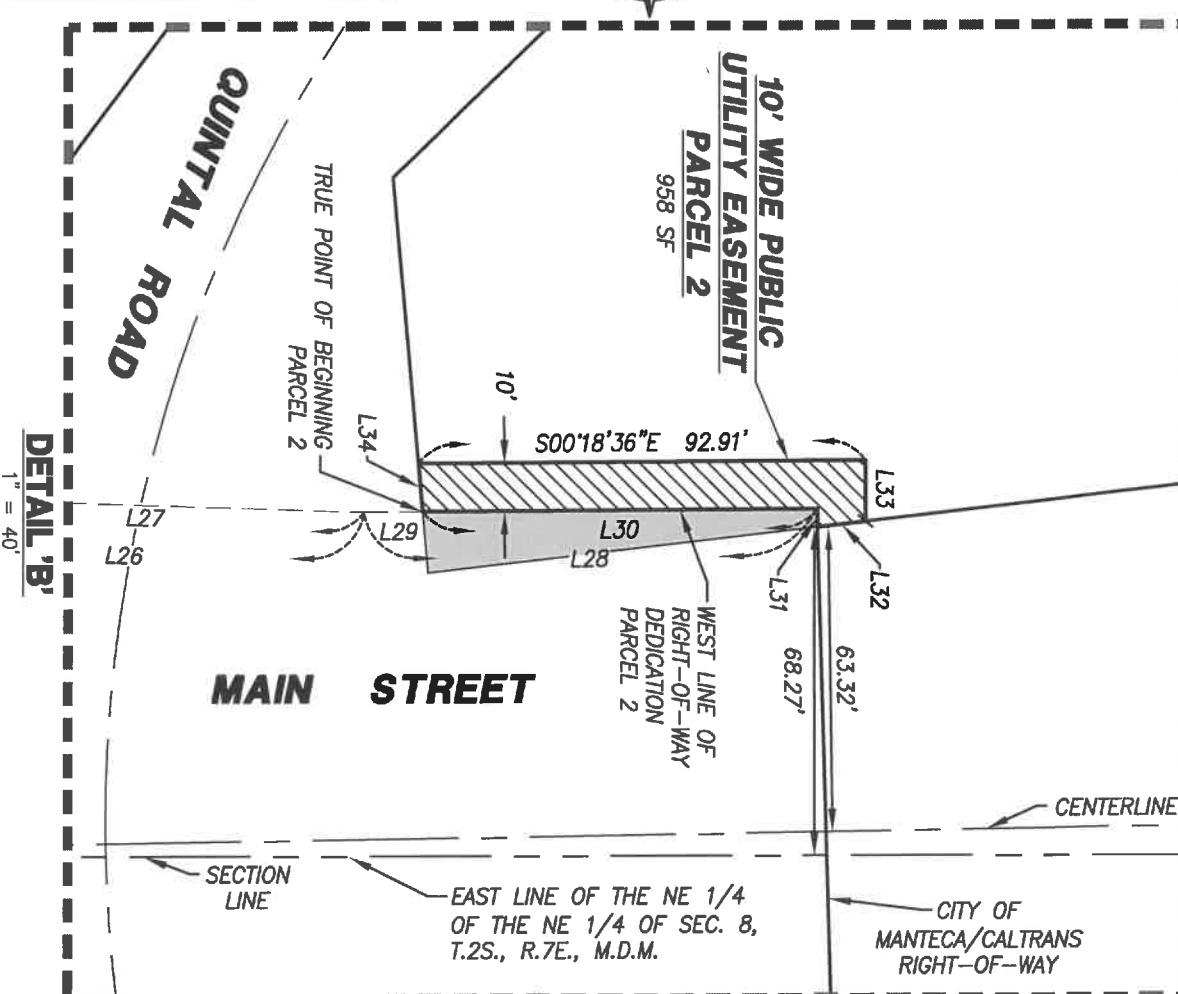 10' WIDE PUBLIC
UTILITY EASEMENT
PARCEL 2
958 SF
QUINTAL ROAD
TRUE POINT OF BEGINNING
PARCEL 2
L34
10'
S00°18'36"E 92.91'
L33
L27
L26
L29
L30
L28
L31
L32
DETAIL 'B'
1" = 40'
WEST LINE OF
RIGHT-OF-WAY
DEDICATION
PARCEL 2
68.27'
63.32'
MAIN STREET
CENTERLINE
SECTION
LINE
EAST LINE OF THE NE 1/4
OF THE NE 1/4 OF SEC. 8,
T.2S., R.7E., M.D.M.
CITY OF
MANTECA/CALTRANS
RIGHT-OF-WAY